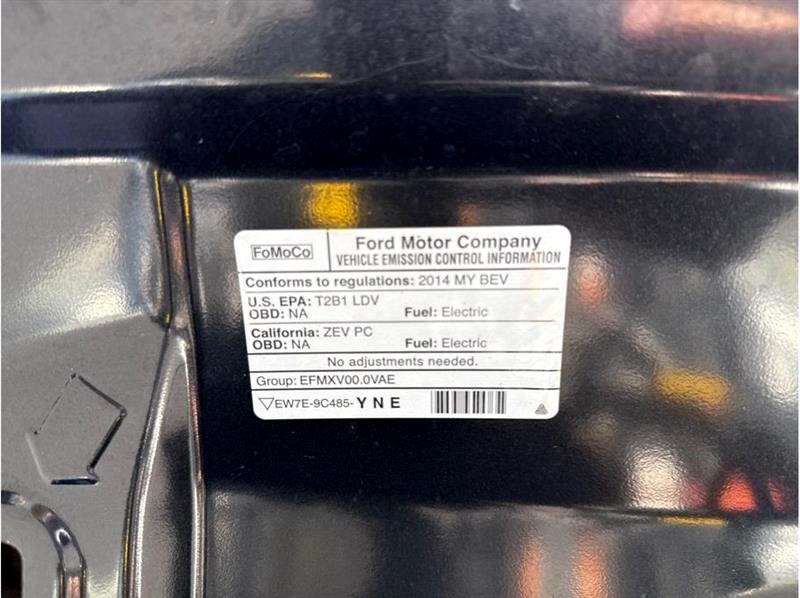 FoMoCo
Ford Motor Company
VEHICLE EMISSION CONTROL INFORMATION
Conforms to regulations: 2014 MY BEV
U.S. EPA: T2B1 LDV
OBD: NA Fuel: Electric
California: ZEV PC
OBD: NA Fuel: Electric
No adjustments needed.
Group: EFMXV00.0VAE
EW7E-9C485- Y N E